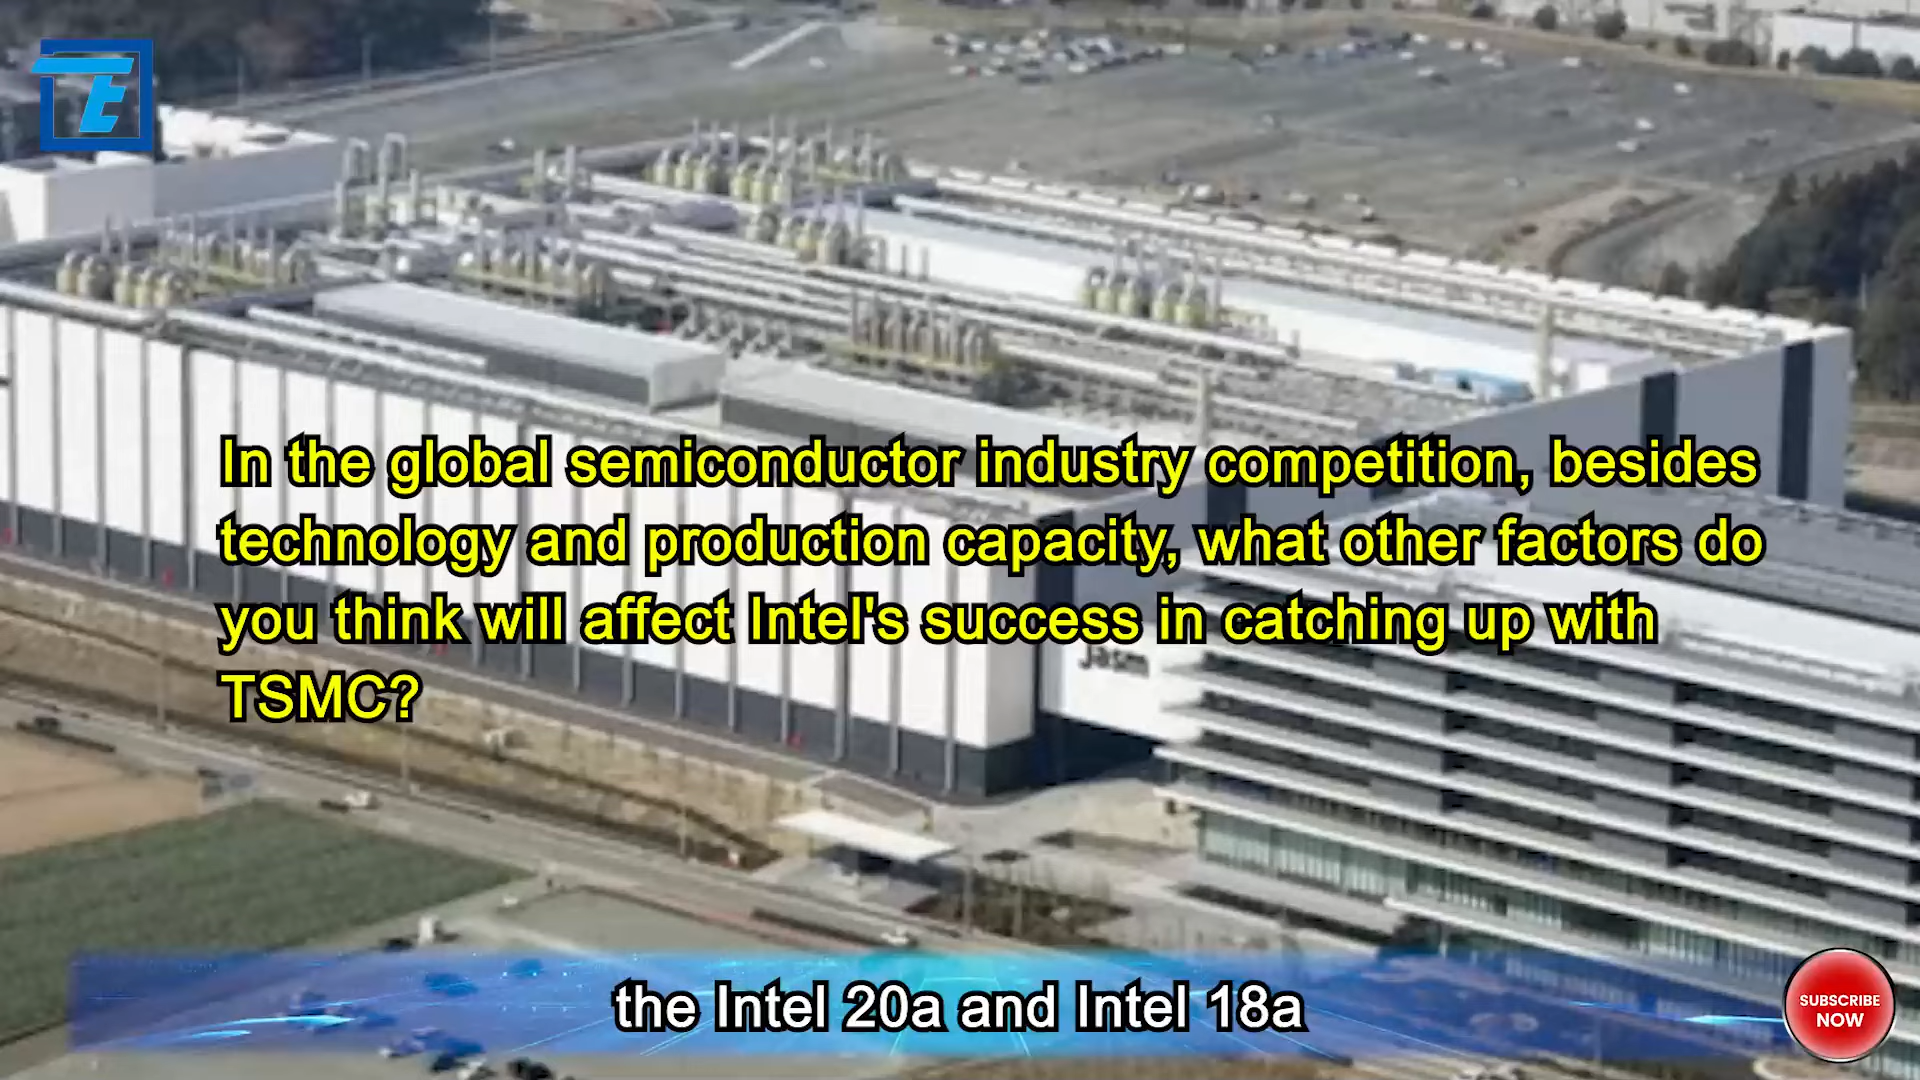 In the global semiconductor industry competition, besides
technology and production capacity, what other factors do
you think will affect Intel's success in catching up with
TSMC?
Jasm
the Intel 20a and Intel 18a
SUBSCRIBE
NOW